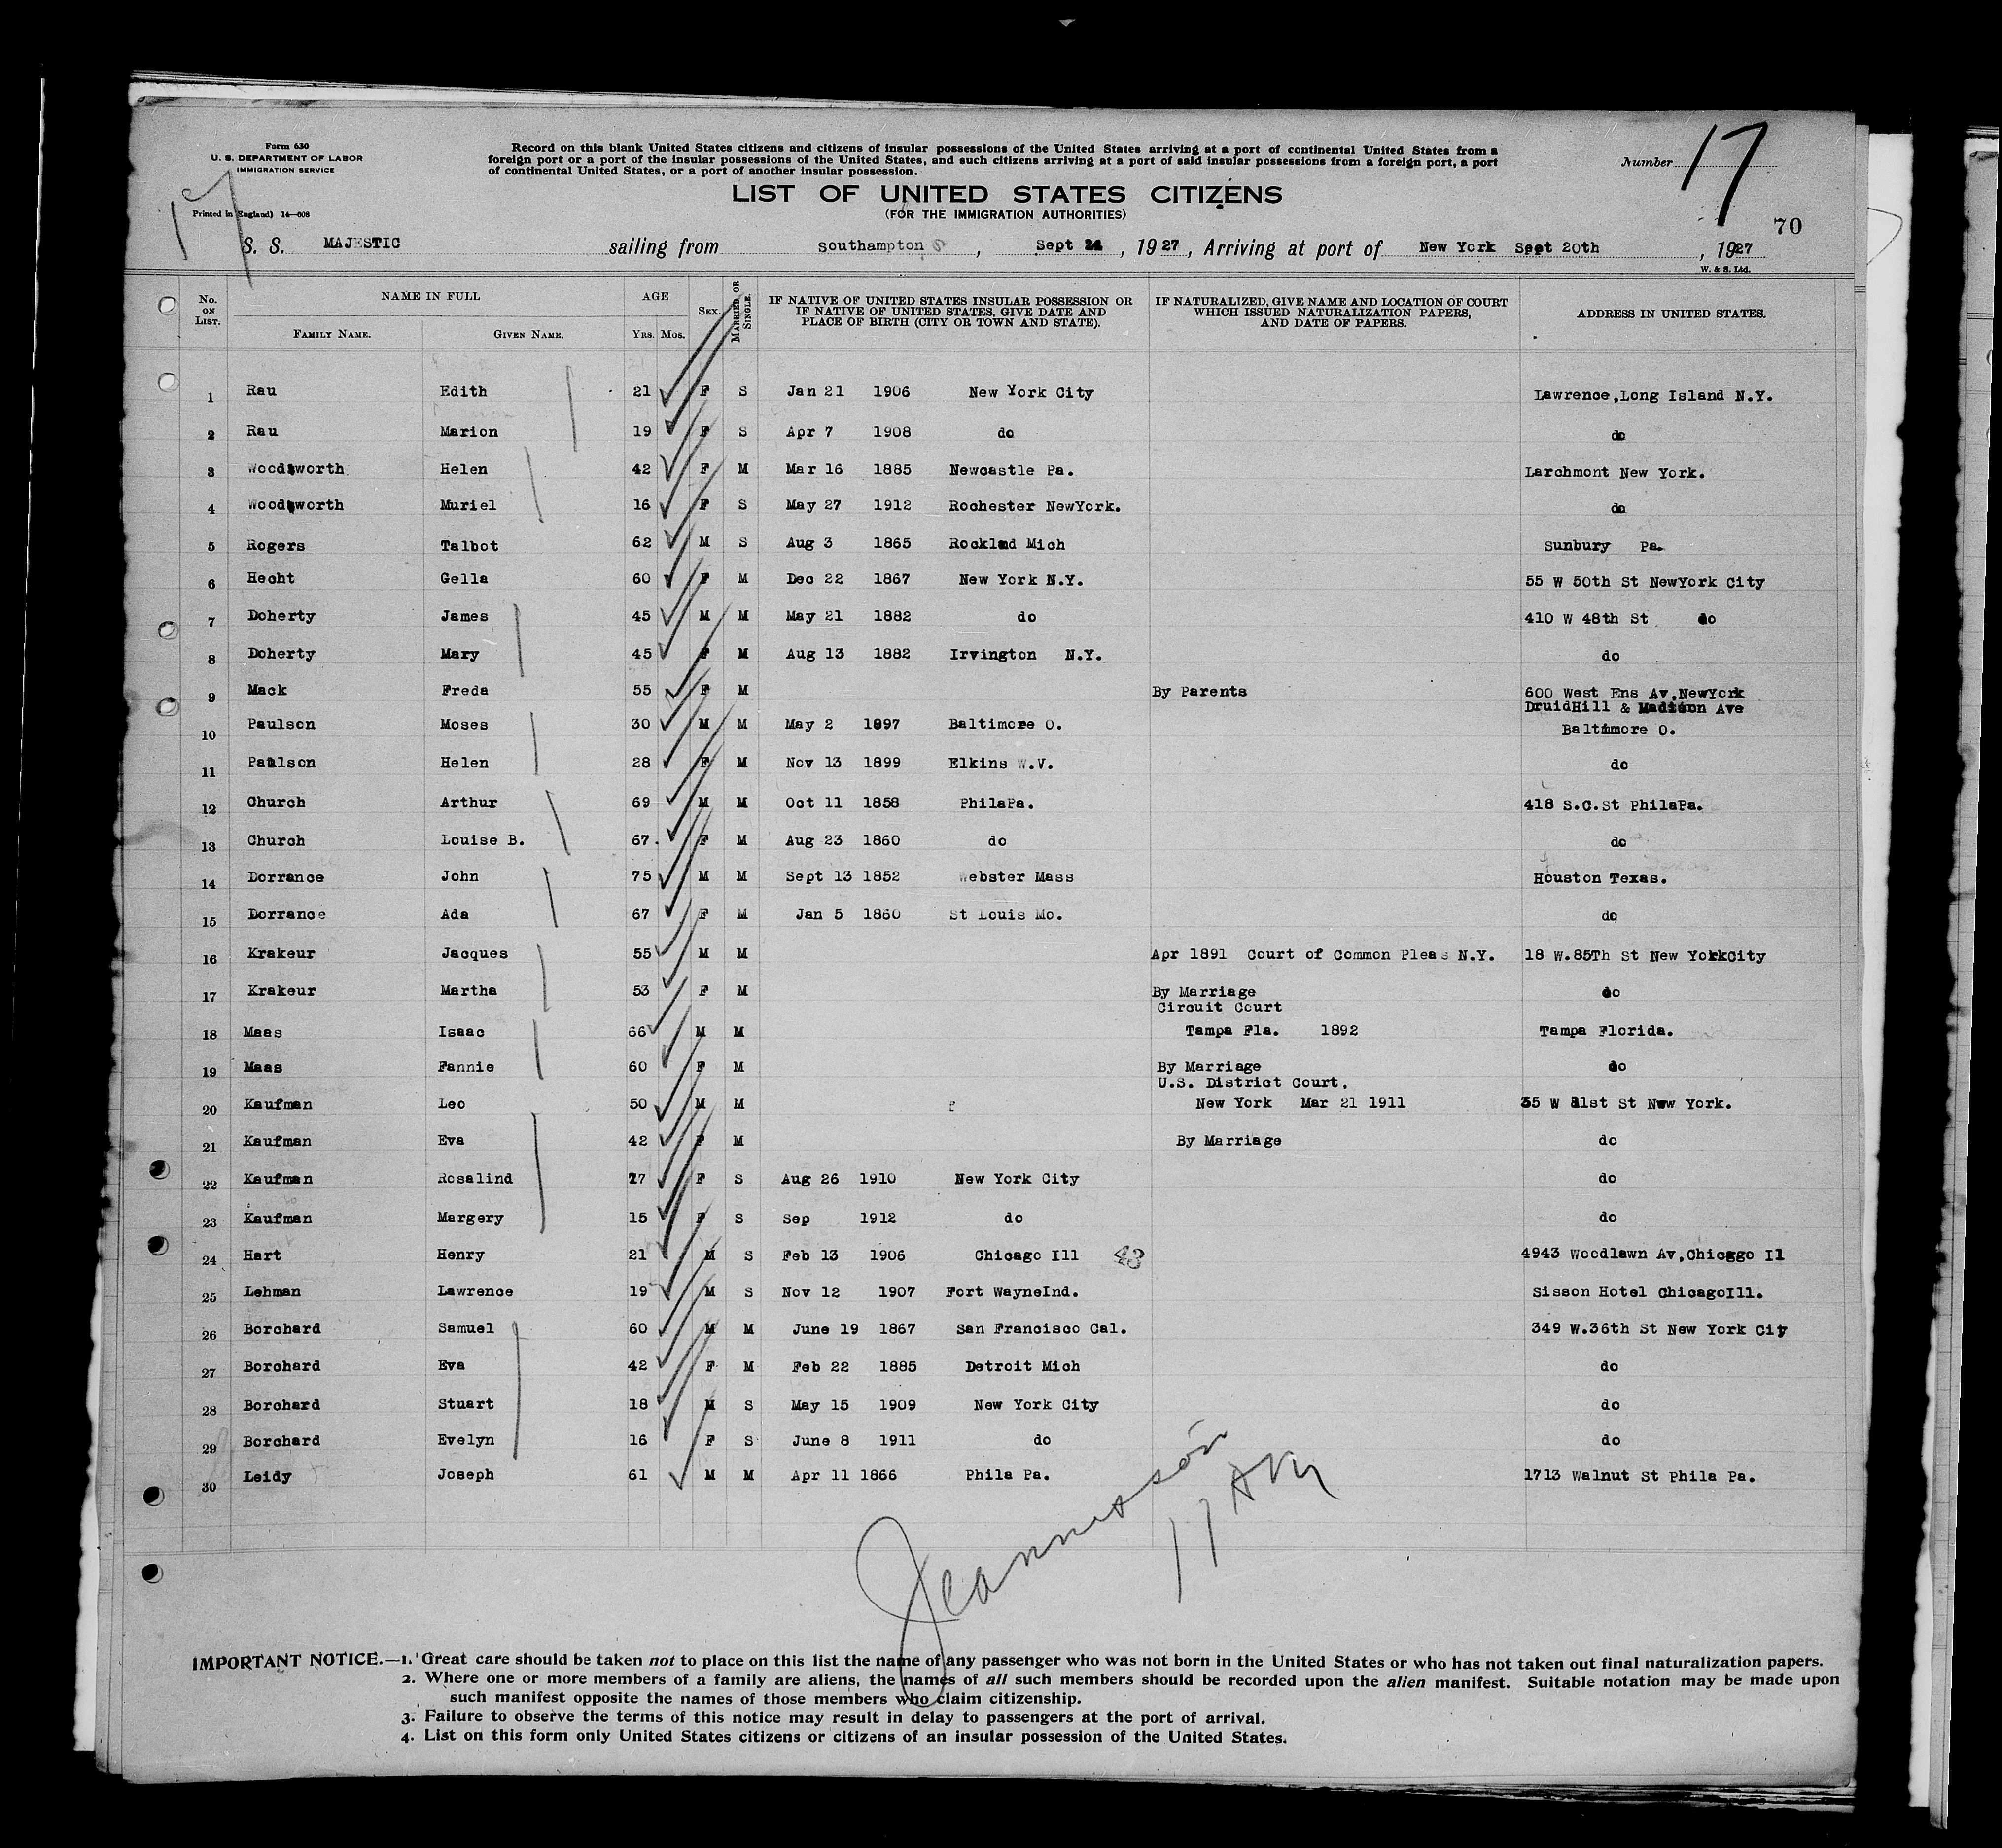 Form 630
U. S. DEPARTMENT OF LABOR
IMMIGRATION SERVICE
Record on this blank United States citizens and citizens of insular possessions of the United States arriving at a port of continental United States from a
foreign port or a port of the insular possessions of the United States, and such citizens arriving at a port of said insular possessions from a foreign port, a port
of continental United States, or a port of another insular possession.
Number 17
LIST OF UNITED STATES CITIZENS
(FOR THE IMMIGRATION AUTHORITIES)
Printed in England) 14—608
17
70
S. S. MAJESTIC sailing from Southampton, Sept, 1927, Arriving at port of New York Sept 20th, 1927
W. & S. Ltd.
No. ON LIST. NAME IN FULL FAMILY NAME. GIVEN NAME. AGE YRS. MOS. SEX. MARRIED OR SINGLE. IF NATIVE OF UNITED STATES INSULAR POSSESSION OR IF NATIVE OF UNITED STATES, GIVE DATE AND PLACE OF BIRTH (CITY OR TOWN AND STATE). IF NATURALIZED, GIVE NAME AND LOCATION OF COURT WHICH ISSUED NATURALIZATION PAPERS, AND DATE OF PAPERS. ADDRESS IN UNITED STATES.
1 Rau Edith 21 F S Jan 21 1906 New York City Lawrence,Long Island N.Y.
2 Rau Marion 19 F S Apr 7 1908 do do
3 Woodsworth Helen 42 F M Mar 16 1885 Newcastle Pa. Larchmont New York.
4 Woodsworth Muriel 16 F S May 27 1912 Rochester NewYork. do
5 Rogers Talbot 62 M S Aug 3 1865 Rocklad Mich Sunbury Pa.
6 Hecht Gella 60 F M Dec 22 1867 New York N.Y. 55 W 50th St NewYork City
7 Doherty James 45 M M May 21 1882 do 410 W 48th St do
8 Doherty Mary 45 F M Aug 13 1882 Irvington N.Y. do
9 Mack Freda 55 F M By Parents 600 West Ens Av,NewYork
DruidHill & Madison Ave
10 Paulson Moses 30 M M May 2 1897 Baltimore O. Baltimore O.
11 Paulson Helen 28 F M Nov 13 1899 Elkins W.V. do
12 Church Arthur 69 M M Oct 11 1858 PhilaPa. 418 S.C.St PhilaPa.
13 Church Louise B. 67. F M Aug 23 1860 do do
14 Dorrance John 75 M M Sept 13 1852 Webster Mass Houston Texas.
15 Dorrance Ada 67 F M Jan 5 1860 St Louis Mo. do
16 Krakeur Jacques 55 M M Apr 1891 Court of Common Pleas N.Y. 18 W.85Th St New YorkCity
17 Krakeur Martha 53 F M By Marriage do
Circuit Court
18 Maas Isaac 66 M M Tampa Fla. 1892 Tampa Florida.
19 Maas Fannie 60 F M By Marriage do
U.S. District Court.
20 Kaufman Leo 50 M M New York Mar 21 1911 35 W 81st St New York.
21 Kaufman Eva 42 F M By Marriage do
22 Kaufman Rosalind 17 F S Aug 26 1910 New York City do
23 Kaufman Margery 15 F S Sep 1912 do do
24 Hart Henry 21 M S Feb 13 1906 Chicago Ill 43 4943 Woodlawn Av,Chicggo Il
25 Lehman Lawrence 19 M S Nov 12 1907 Fort WayneInd. Sisson Hotel ChicagoIll.
26 Borchard Samuel 60 M M June 19 1867 San Francisco Cal. 349 W.36th St New York City
27 Borchard Eva 42 F M Feb 22 1885 Detroit Mich do
28 Borchard Stuart 18 M S May 15 1909 New York City do
29 Borchard Evelyn 16 F S June 8 1911 do do
30 Leidy Joseph 61 M M Apr 11 1866 Phila Pa. 1713 Walnut St Phila Pa.
IMPORTANT NOTICE.—1. Great care should be taken not to place on this list the name of any passenger who was not born in the United States or who has not taken out final naturalization papers.
2. Where one or more members of a family are aliens, the names of all such members should be recorded upon the alien manifest. Suitable notation may be made upon
such manifest opposite the names of those members who claim citizenship.
3. Failure to observe the terms of this notice may result in delay to passengers at the port of arrival.
4. List on this form only United States citizens or citizens of an insular possession of the United States.